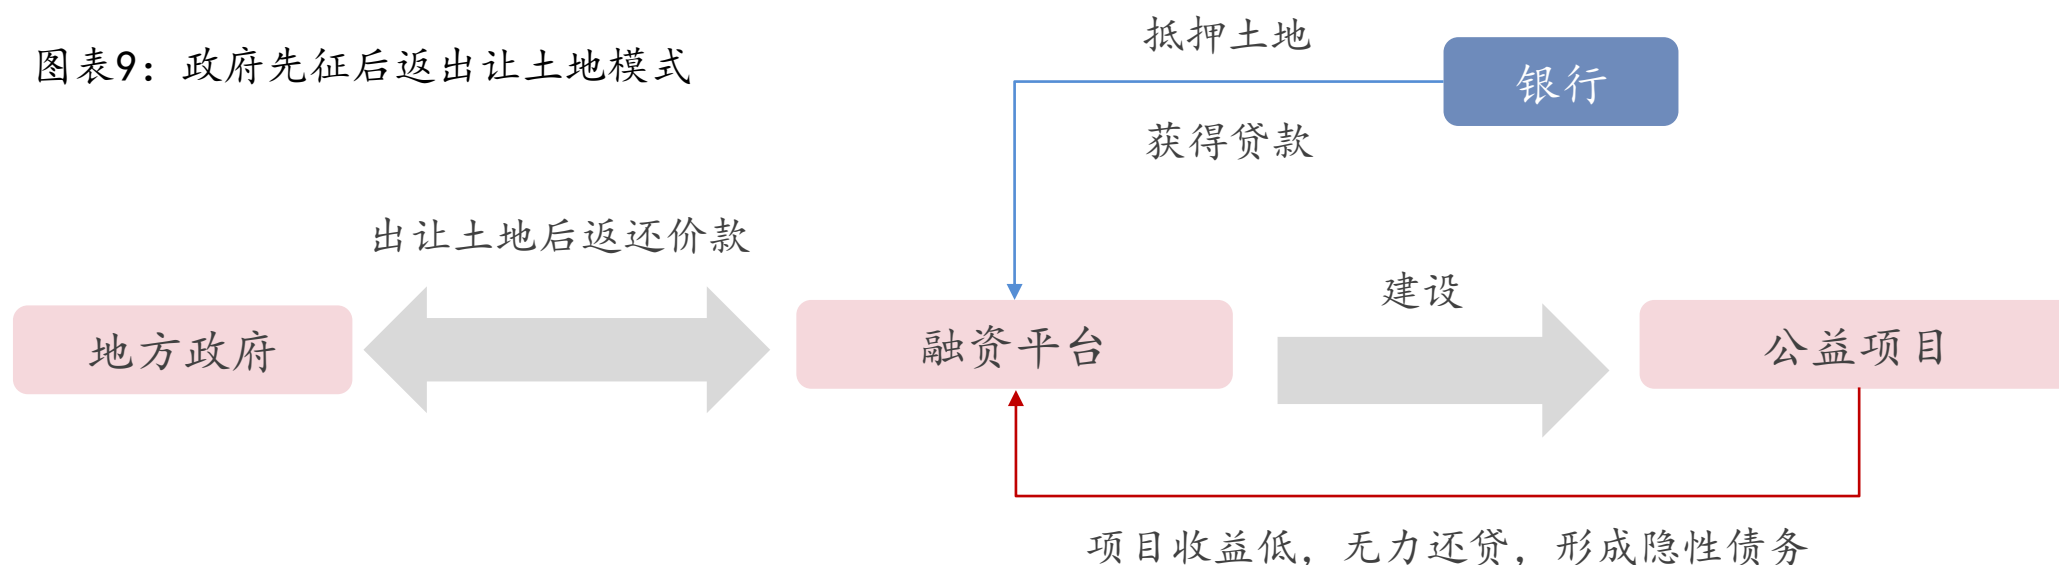 图表9：政府先征后返出让土地模式
抵押土地
银行
获得贷款
出让土地后返还价款
建设
地方政府
融资平台
公益项目
项目收益低，无力还贷，形成隐性债务